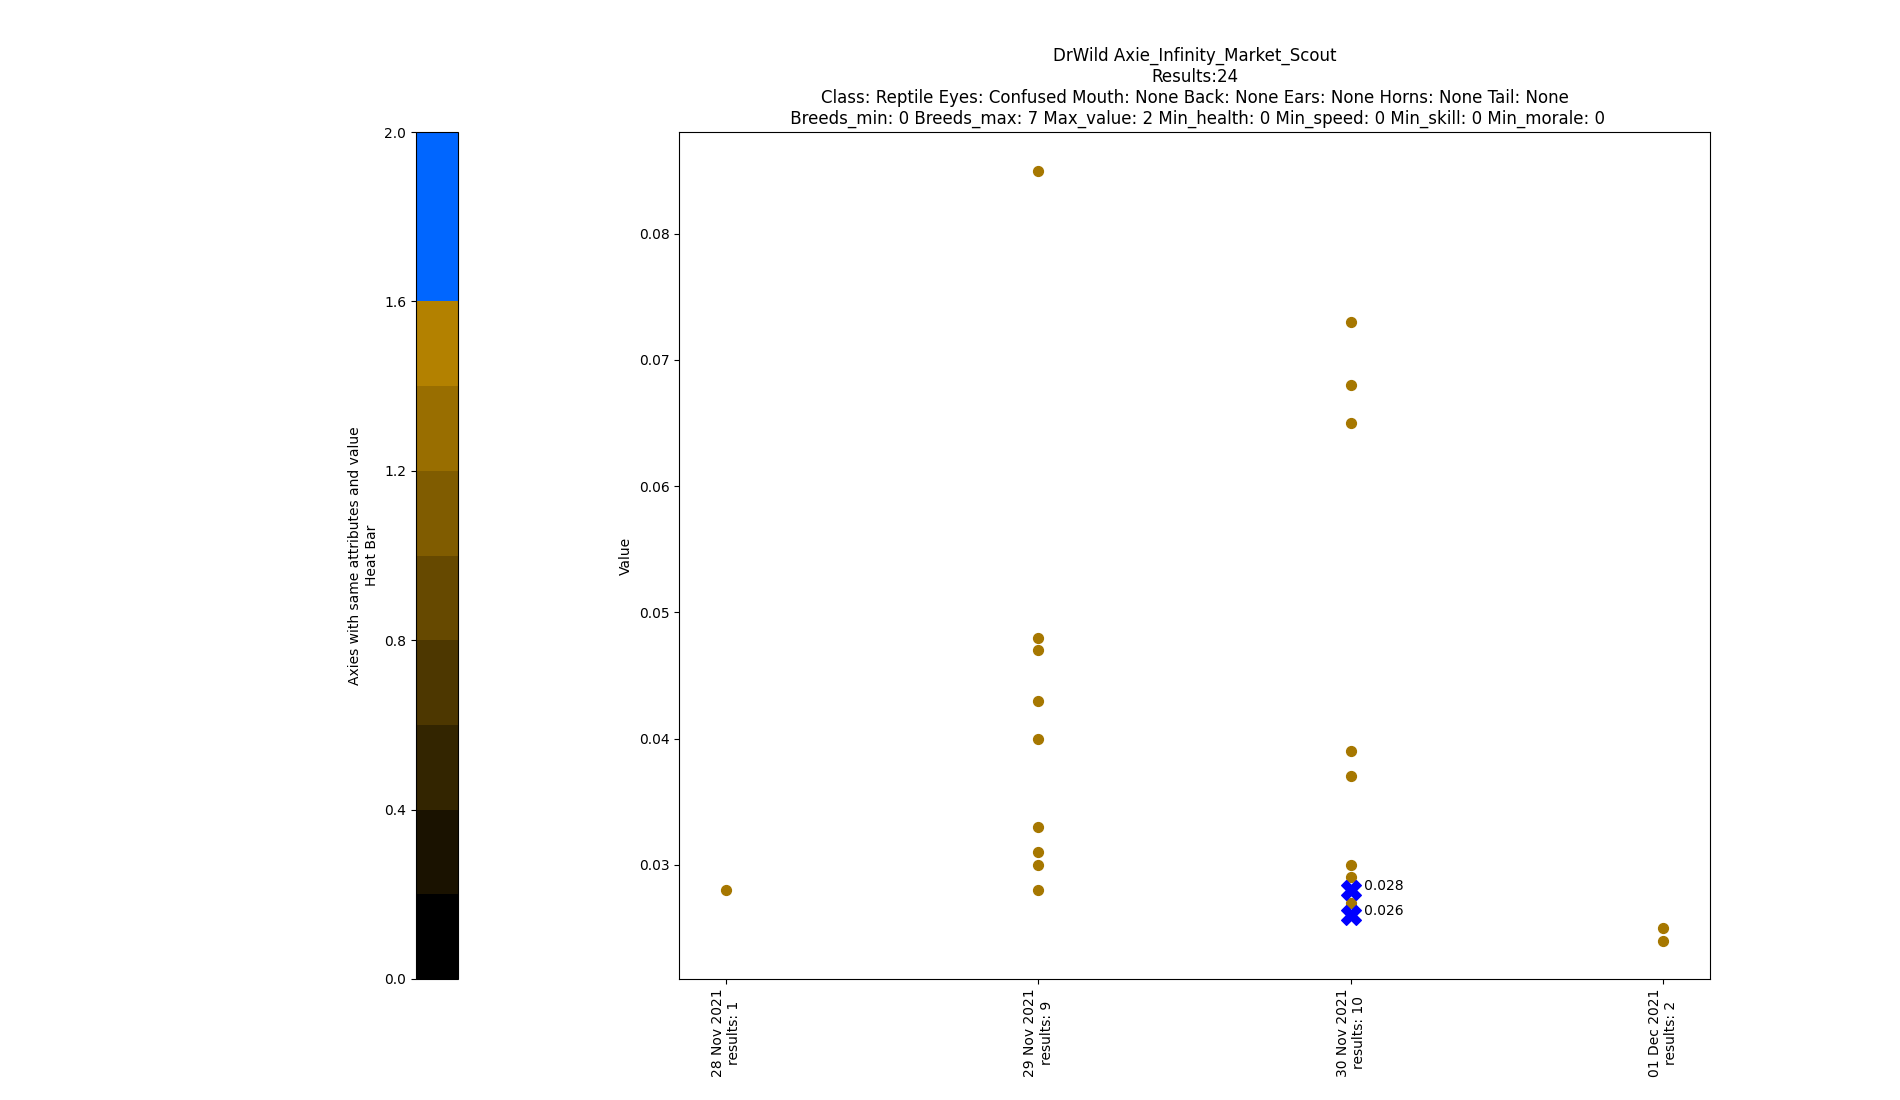 DrWild Axie_Infinity_Market_Scout
Results:24
Class: Reptile Eyes: Confused Mouth: None Back: None Ears: None Horns: None Tail: None
Breeds_min: 0 Breeds_max: 7 Max_value: 2 Min_health: 0 Min_speed: 0 Min_skill: 0 Min_morale: 0
2.0
1.6
1.2
0.8
0.4
0.0
Axies with same attributes and value
Heat Bar
Value
0.08
0.07
0.06
0.05
0.04
0.03
0.028
0.026
28 Nov 2021
results: 1
29 Nov 2021
results: 9
30 Nov 2021
results: 10
01 Dec 2021
results: 2